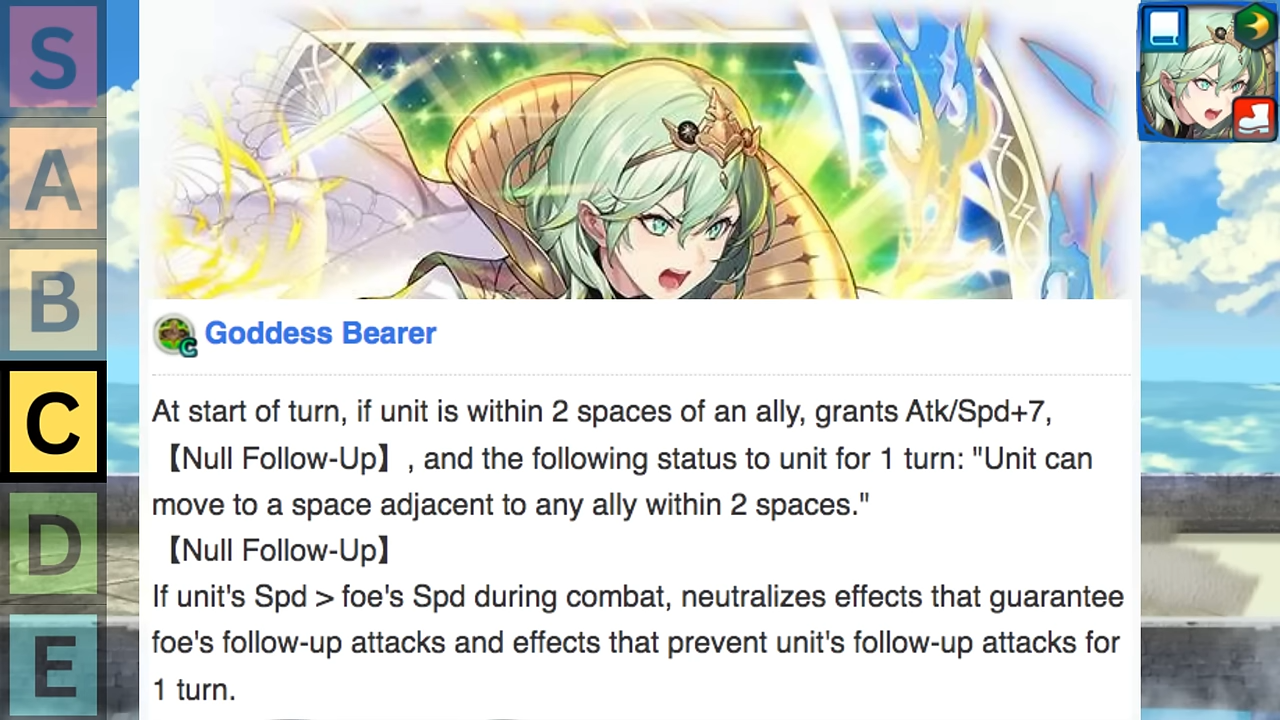 S
A
B
C
D
E
C
Goddess Bearer
At start of turn, if unit is within 2 spaces of an ally, grants Atk/Spd+7,
【Null Follow-Up】, and the following status to unit for 1 turn: "Unit can
move to a space adjacent to any ally within 2 spaces."
【Null Follow-Up】
If unit's Spd > foe's Spd during combat, neutralizes effects that guarantee
foe's follow-up attacks and effects that prevent unit's follow-up attacks for
1 turn.